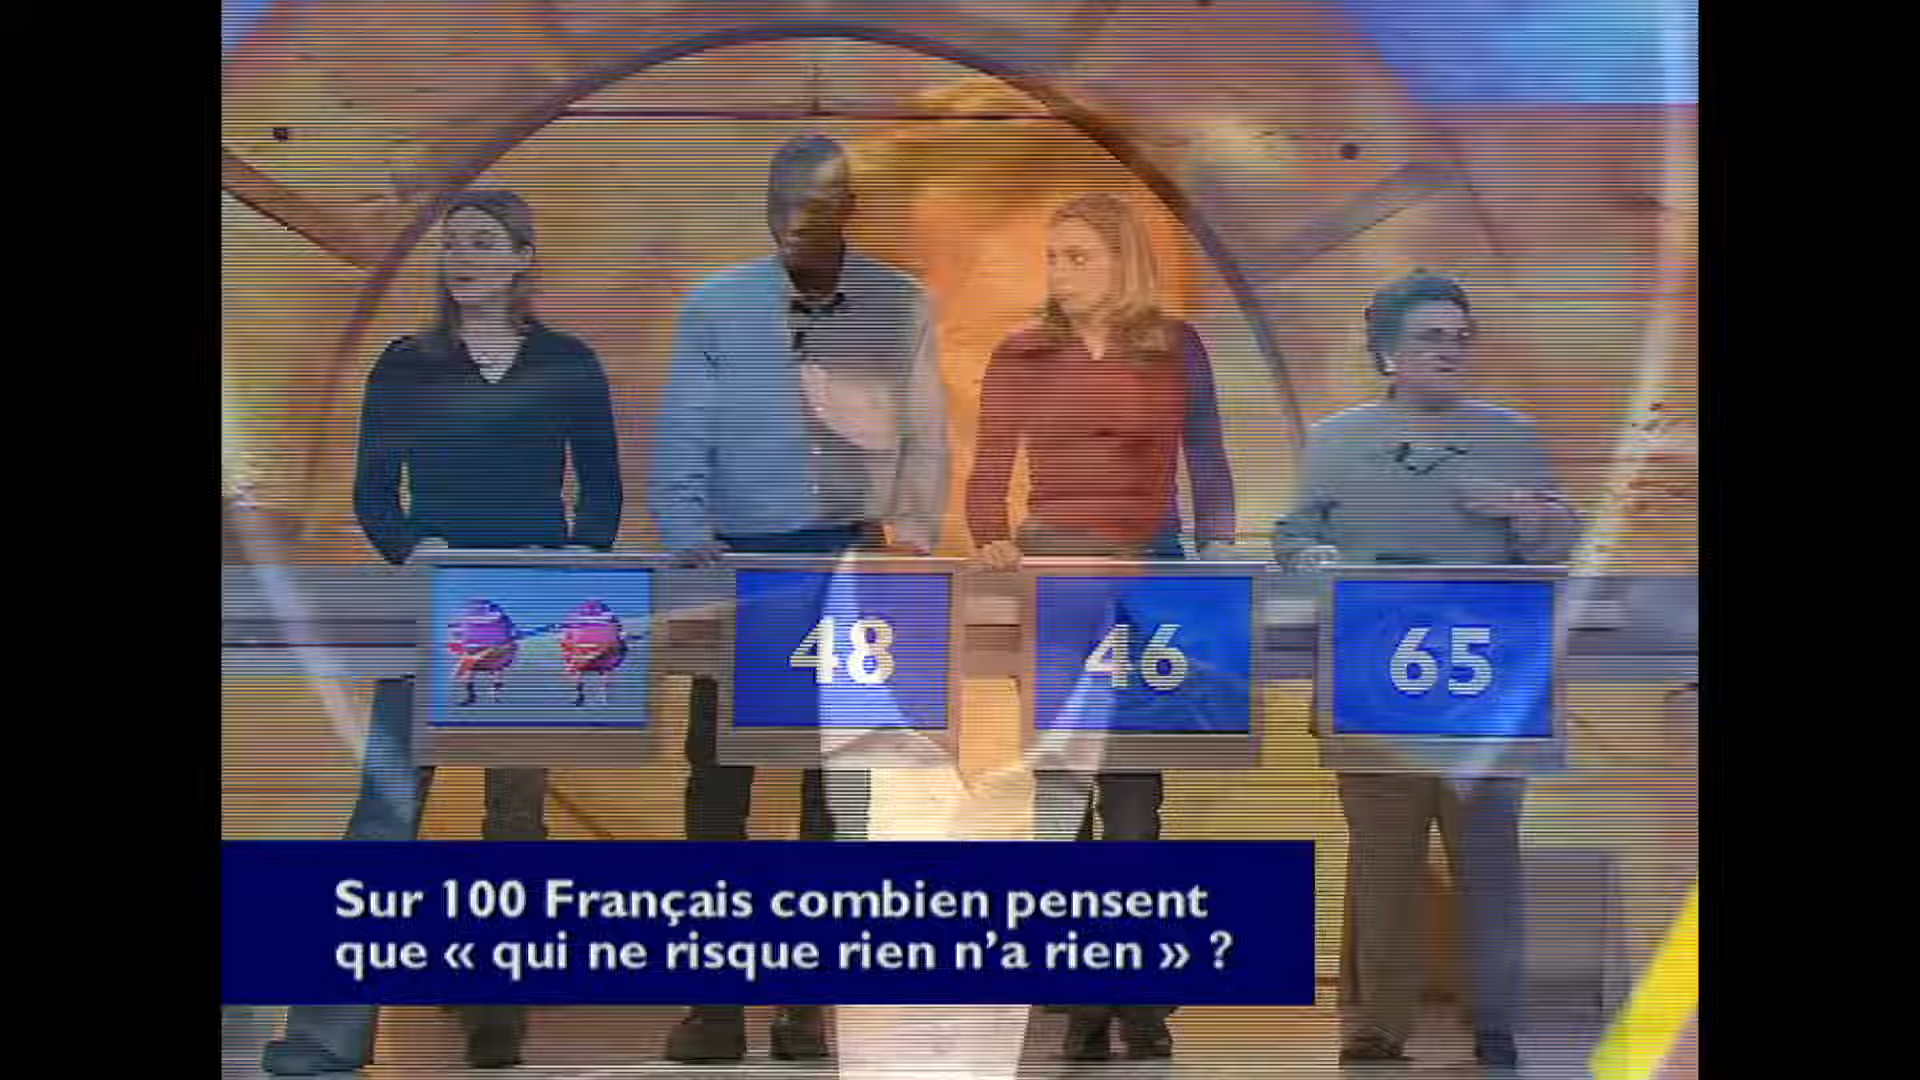 48
46
65
Sur 100 Français combien pensent
que « qui ne risque rien n’a rien » ?